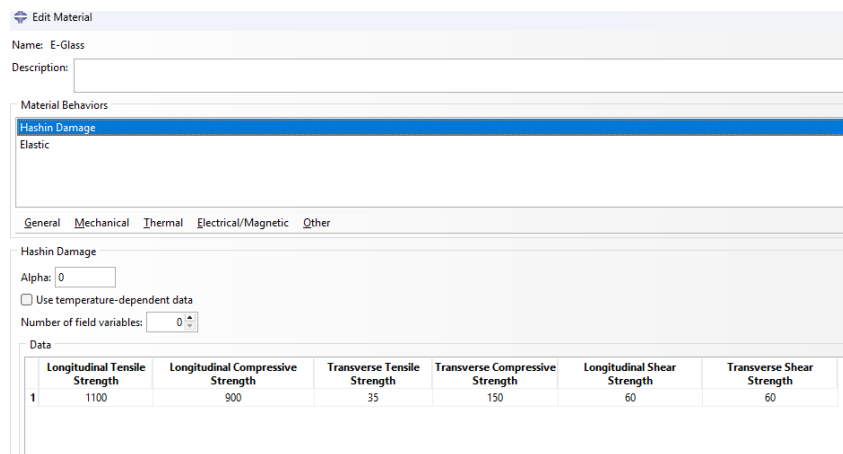 Edit Material
Name: E-Glass
Description:
Material Behaviors
Hashin Damage
Elastic
General Mechanical Thermal Electrical/Magnetic Other
Hashin Damage
Alpha: 0
Use temperature-dependent data
Number of field variables: 0
Data
Longitudinal Tensile Strength Longitudinal Compressive Strength Transverse Tensile Strength Transverse Compressive Strength Longitudinal Shear Strength Transverse Shear Strength
1 1100 900 35 150 60 60